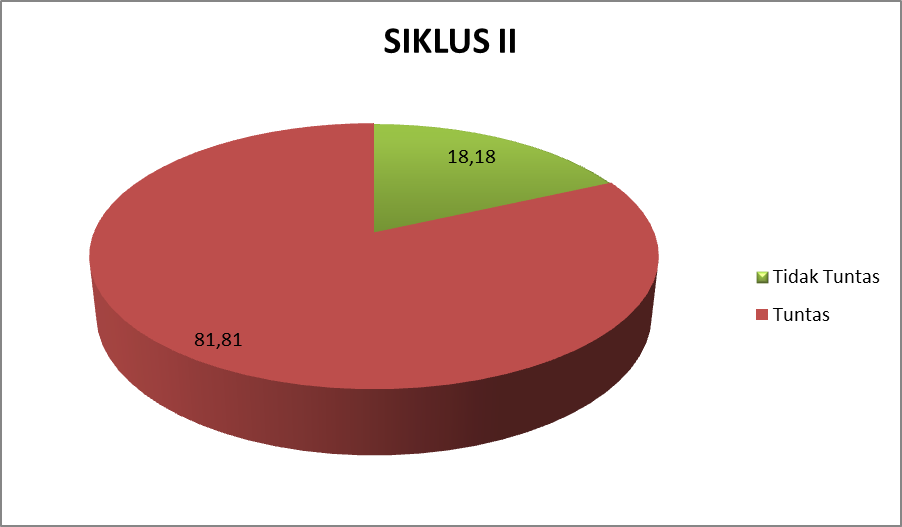 SIKLUS II
18,18
81,81
Tidak Tuntas
Tuntas